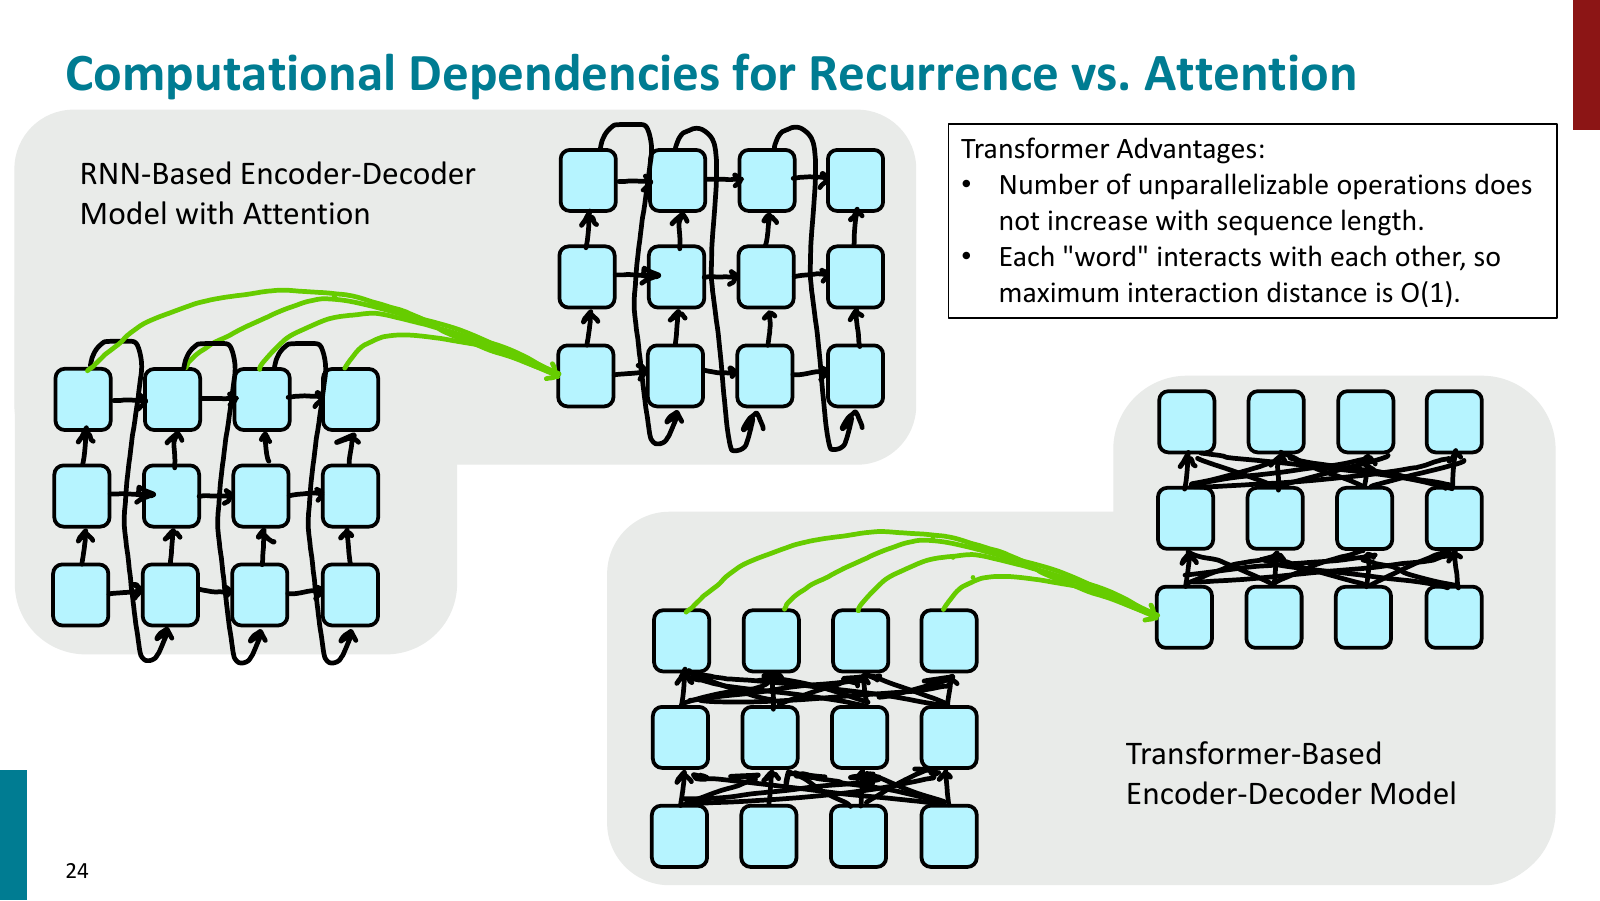 Computational Dependencies for Recurrence vs. Attention
RNN-Based Encoder-Decoder
Model with Attention
Transformer Advantages:
• Number of unparallelizable operations does
not increase with sequence length.
• Each "word" interacts with each other, so
maximum interaction distance is O(1).
Transformer-Based
Encoder-Decoder Model
24